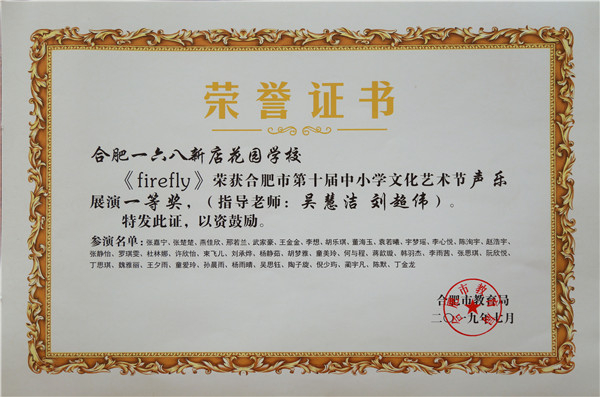 荣誉证书
合肥一六八新店花园学校
《firefly》荣获合肥市第十届中小学文化艺术节声乐
展演一等奖，（指导老师：吴慧洁 刘超伟）。
特发此证，以资鼓励。
参演名单：张嘉宁、张楚楚、燕佳欣、邢若兰、武家豪、王金金、李想、胡乐琪、董海玉、袁若曦、宇梦瑶、李心悦、陈洵宇、赵浩宇、
张静怡、罗琪雯、杜林娜、许欣怡、束飞儿、刘承烨、杨静茹、胡梦雅、童美玲、何与程、蒋歆璇、韩羽杰、李雨茜、张思琪、阮欣悦、
丁思琪、魏雅丽、王夕雨、童爱玲、孙晨雨、杨雨晴、吴思钰、陶子璇、倪少筠、蔺宇凡、陈默、丁金龙
合肥市教育局
二〇一九年七月